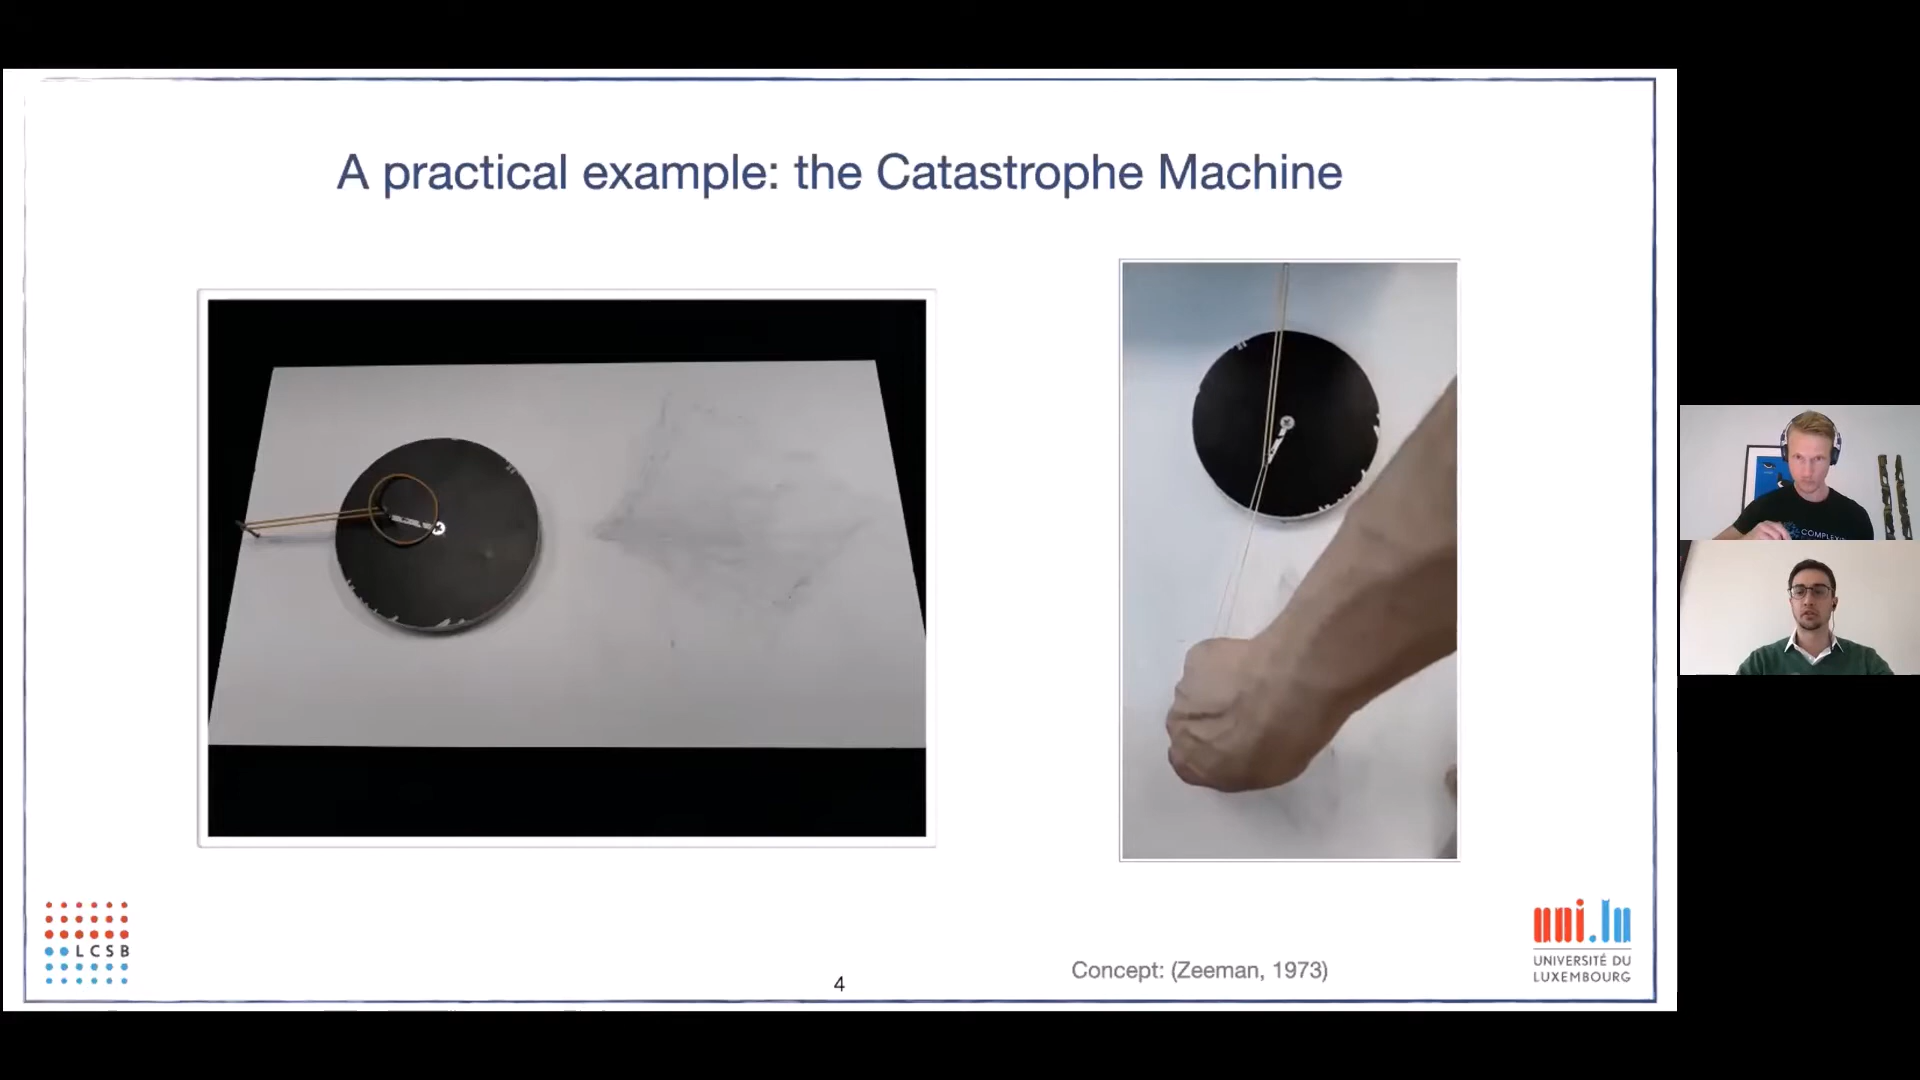 A practical example: the Catastrophe Machine
LCSB
4
Concept: (Zeeman, 1973)
uni.lu
UNIVERSITÉ DU
LUXEMBOURG